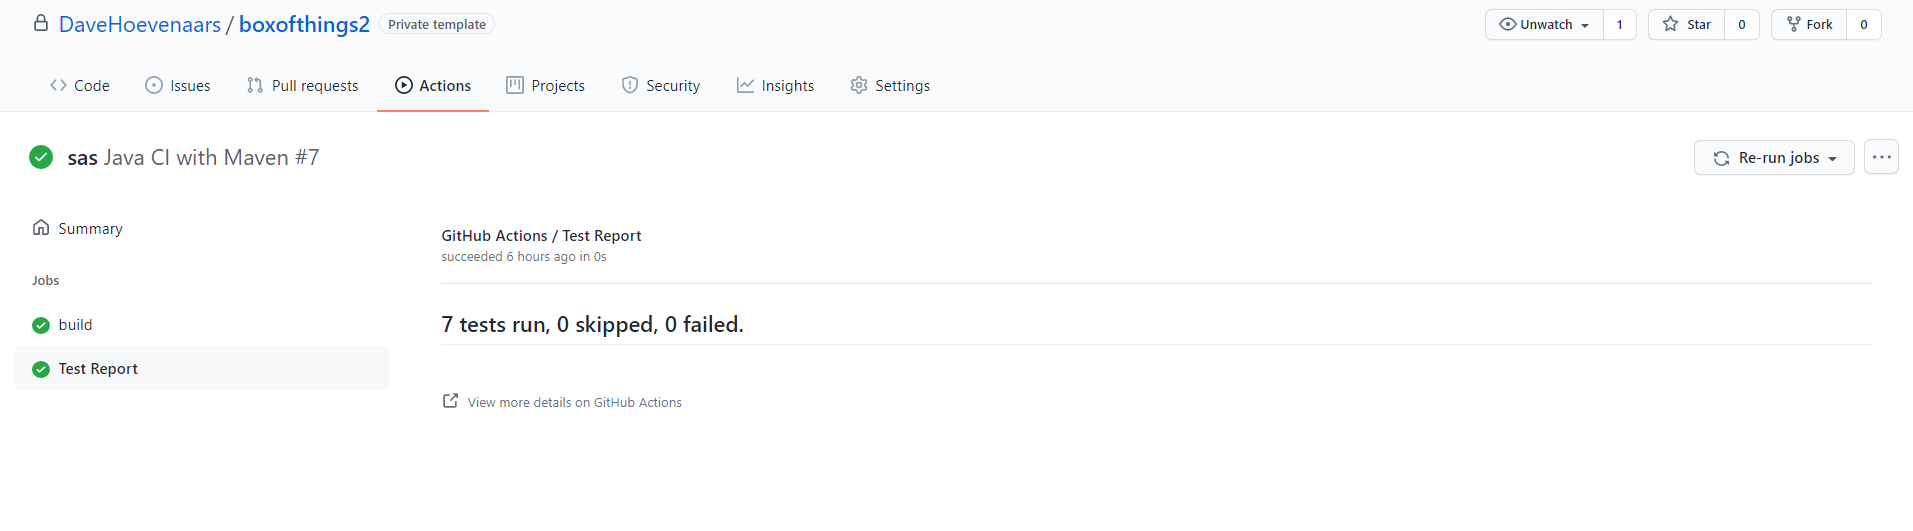 DaveHoevenaars / boxofthings2 Private template Unwatch 1 Star 0 Fork 0
Code Issues Pull requests Actions Projects Security Insights Settings
sas Java CI with Maven #7 Re-run jobs ...
Summary
GitHub Actions / Test Report
succeeded 6 hours ago in 0s
Jobs
build
7 tests run, 0 skipped, 0 failed.
Test Report
View more details on GitHub Actions